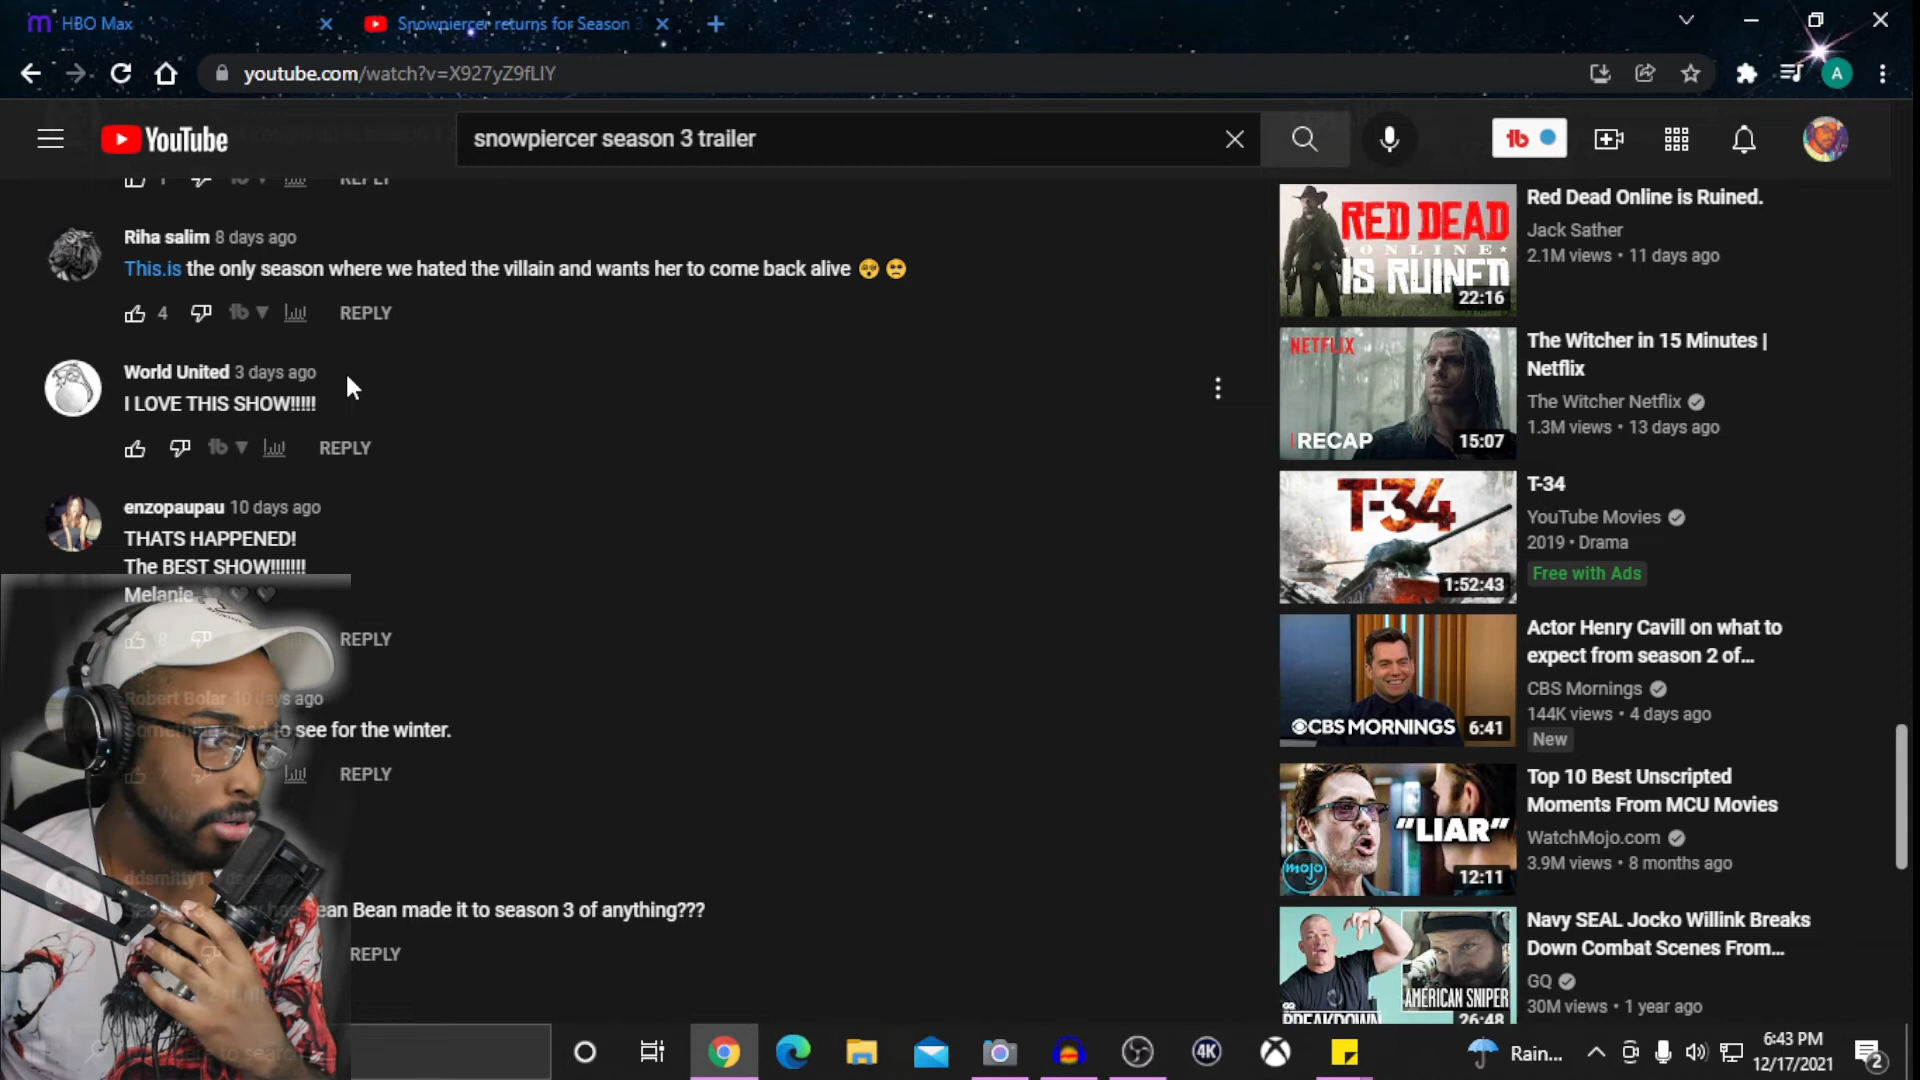 HBO Max
Snowpiercer returns for Season
youtube.com/watch?v=X927yZ9fLIY
YouTube
snowpiercer season 3 trailer
A
REPLY
Riha salim 8 days ago
This.is the only season where we hated the villain and wants her to come back alive
4 REPLY
World United 3 days ago
I LOVE THIS SHOW!!!!!
REPLY
enzopaupau 10 days ago
THATS HAPPENED!
The BEST SHOW!!!!!!!
Melanie
8 REPLY
Robert Bolar 10 days ago
to see for the winter.
REPLY
ddsmitty1
Sean Bean made it to season 3 of anything???
REPLY
RED DEAD
ONLINE
IS RUINED
22:16
Red Dead Online is Ruined.
Jack Sather
2.1M views • 11 days ago
NETFLIX
RECAP
15:07
The Witcher in 15 Minutes |
Netflix
The Witcher Netflix
1.3M views • 13 days ago
T-34
1:52:43
T-34
YouTube Movies
2019 • Drama
Free with Ads
CBS MORNINGS
6:41
Actor Henry Cavill on what to
expect from season 2 of...
CBS Mornings
144K views • 4 days ago
New
"LIAR"
mojo
12:11
Top 10 Best Unscripted
Moments From MCU Movies
WatchMojo.com
3.9M views • 8 months ago
AMERICAN SNIPER
BREAKDOWN
26:48
Navy SEAL Jocko Willink Breaks
Down Combat Scenes From...
GQ
30M views • 1 year ago
4K
Rain...
6:43 PM
12/17/2021
2